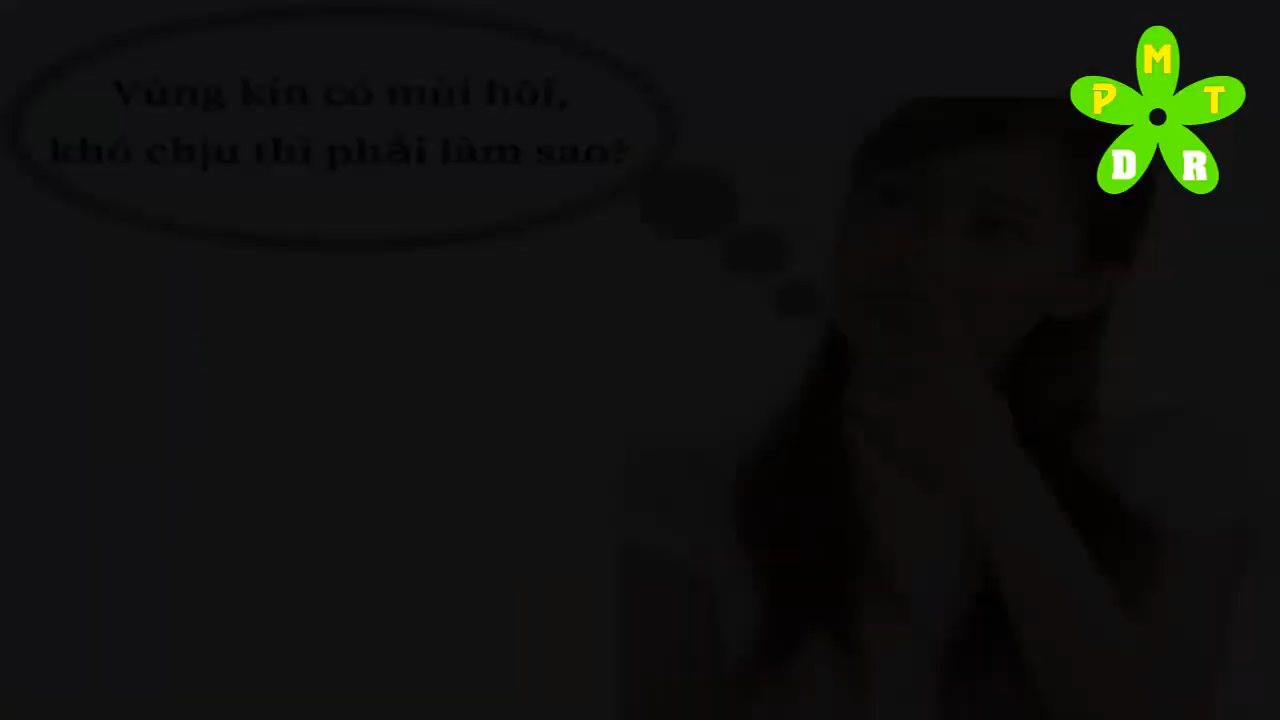 Vùng kín có mùi hôi,
khó chịu thì phải làm sao?
M
P T
D R